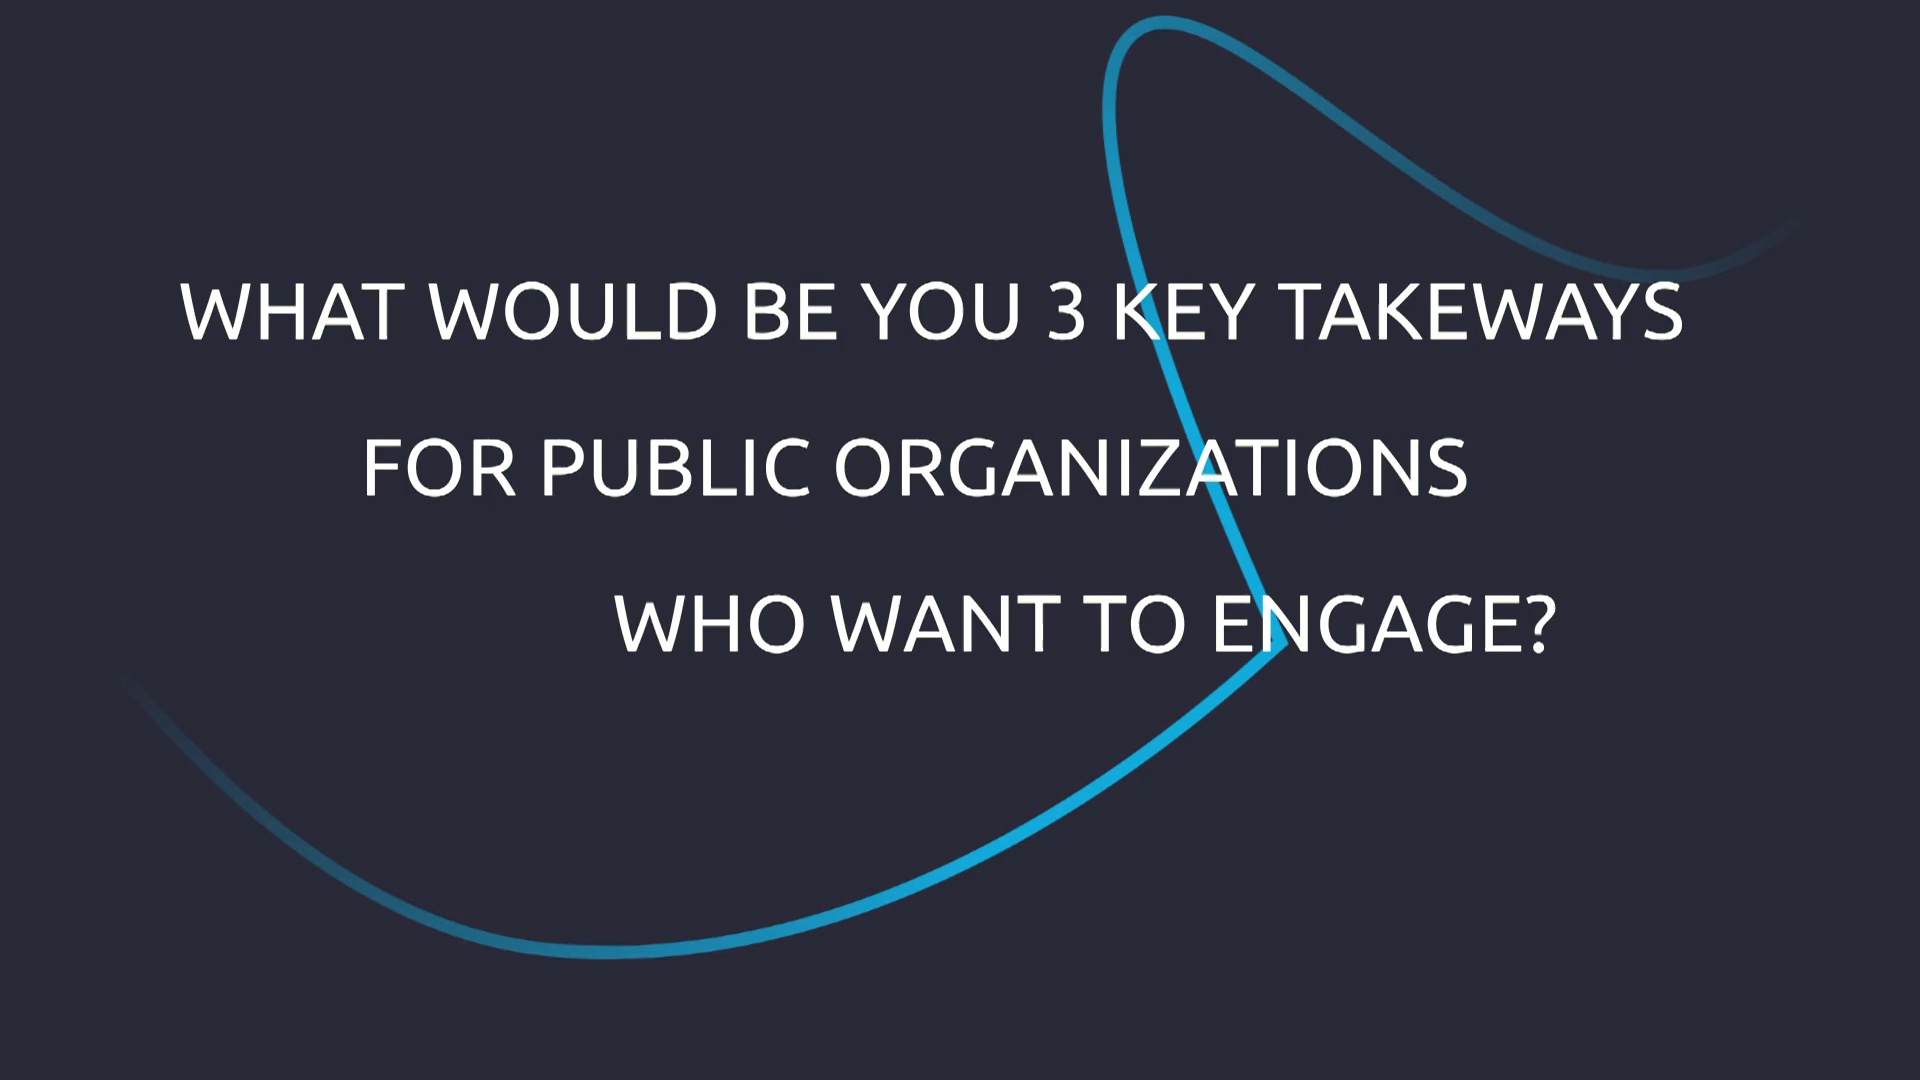 WHAT WOULD BE YOU 3 KEY TAKEWAYS
FOR PUBLIC ORGANIZATIONS
WHO WANT TO ENGAGE?